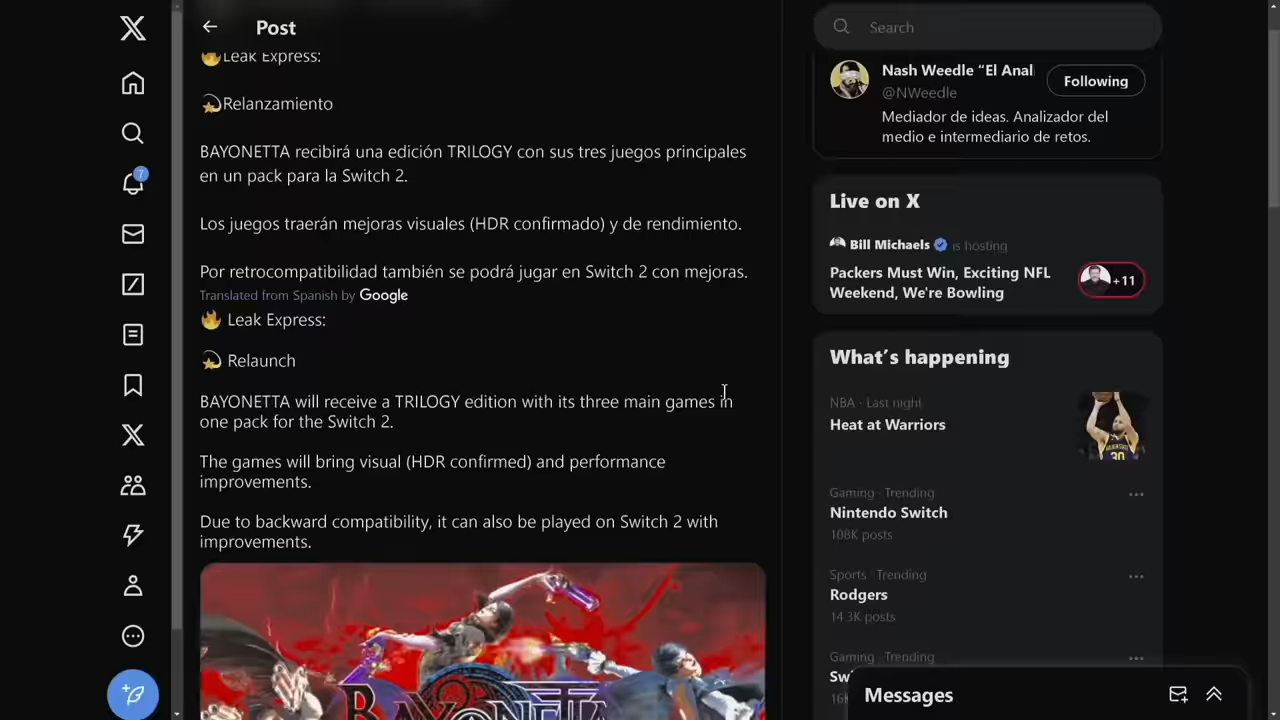 Post
🔥Leak Express:
💫Relanzamiento
BAYONETTA recibirá una edición TRILOGY con sus tres juegos principales
en un pack para la Switch 2.
Los juegos traerán mejoras visuales (HDR confirmado) y de rendimiento.
Por retrocompatibilidad también se podrá jugar en Switch 2 con mejoras.
Translated from Spanish by Google
🔥 Leak Express:
💫 Relaunch
BAYONETTA will receive a TRILOGY edition with its three main games in
one pack for the Switch 2.
The games will bring visual (HDR confirmed) and performance
improvements.
Due to backward compatibility, it can also be played on Switch 2 with
improvements.
BAYONETTA
7
Search
Nash Weedle “El Anal
@NWeedle
Following
Mediador de ideas. Analizador del
medio e intermediario de retos.
Live on X
Bill Michaels is hosting
Packers Must Win, Exciting NFL
Weekend, We're Bowling
+11
What’s happening
NBA · Last night
Heat at Warriors
30
Gaming · Trending
Nintendo Switch
108K posts
Sports · Trending
Rodgers
14.3K posts
Gaming · Trending
Messages